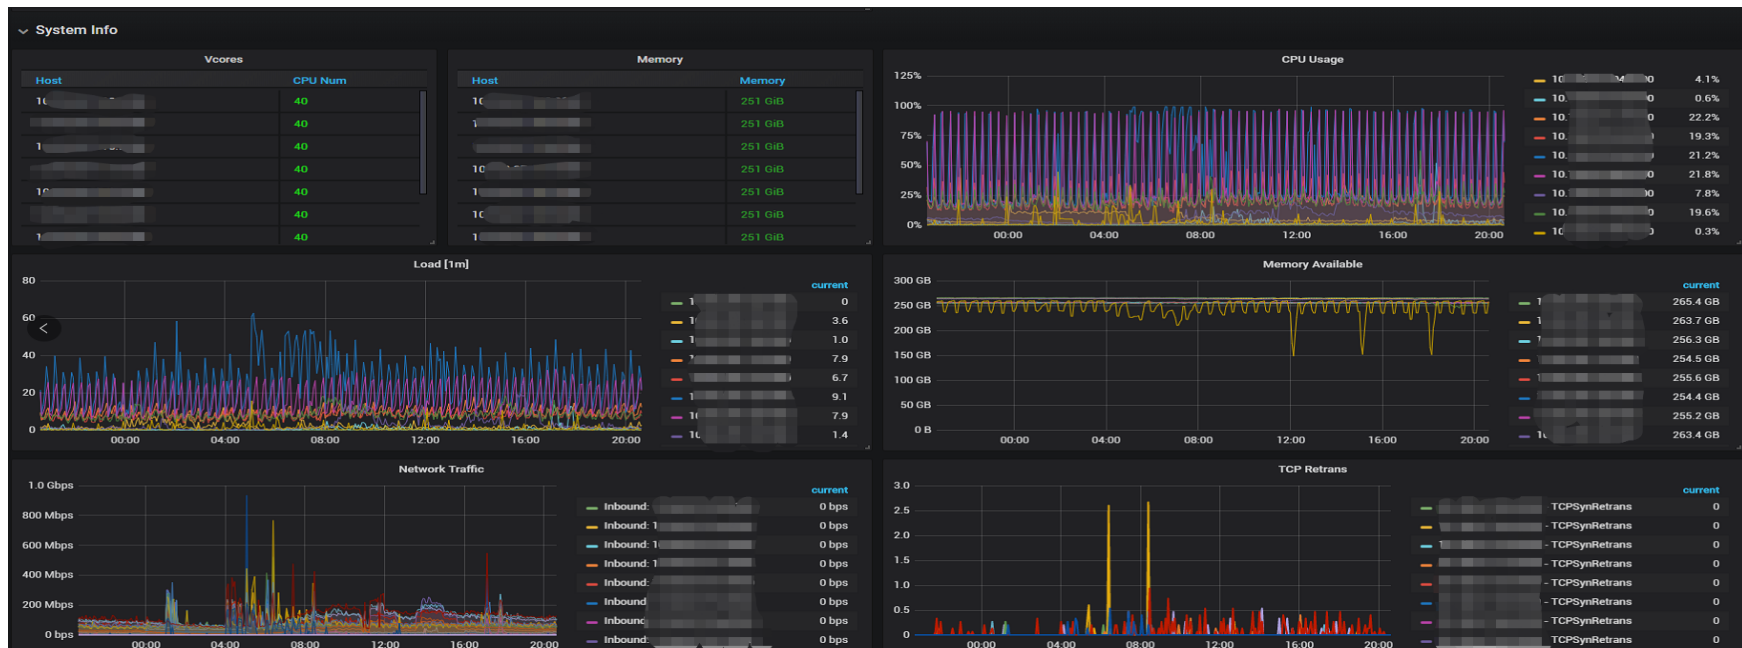 System Info
Vcores
Host CPU Num
40
40
40
40
40
40
40
Memory
Host Memory
251 GiB
251 GiB
251 GiB
251 GiB
251 GiB
251 GiB
251 GiB
CPU Usage
125%
100%
75%
50%
25%
0%
00:00 04:00 08:00 12:00 16:00 20:00
4.1%
0.6%
22.2%
19.3%
21.2%
21.8%
7.8%
19.6%
0.3%
Load [1m]
80
60
40
20
0
00:00 04:00 08:00 12:00 16:00 20:00
current
0
3.6
1.0
7.9
6.7
9.1
7.9
1.4
Memory Available
300 GB
250 GB
200 GB
150 GB
100 GB
50 GB
0 B
00:00 04:00 08:00 12:00 16:00 20:00
current
265.4 GB
263.7 GB
256.3 GB
254.5 GB
255.6 GB
254.4 GB
255.2 GB
263.4 GB
Network Traffic
1.0 Gbps
800 Mbps
600 Mbps
400 Mbps
200 Mbps
0 bps
00:00 04:00 08:00 12:00 16:00 20:00
current
Inbound: 0 bps
Inbound: 0 bps
Inbound: 0 bps
Inbound: 0 bps
Inbound: 0 bps
Inbound 0 bps
Inbound 0 bps
Inbound: 0 bps
TCP Retrans
3.0
2.5
2.0
1.5
1.0
0.5
0
00:00 04:00 08:00 12:00 16:00 20:00
current
- TCPSynRetrans 0
- TCPSynRetrans 0
- TCPSynRetrans 0
- TCPSynRetrans 0
- TCPSynRetrans 0
- TCPSynRetrans 0
- TCPSynRetrans 0
TCPSynRetrans 0